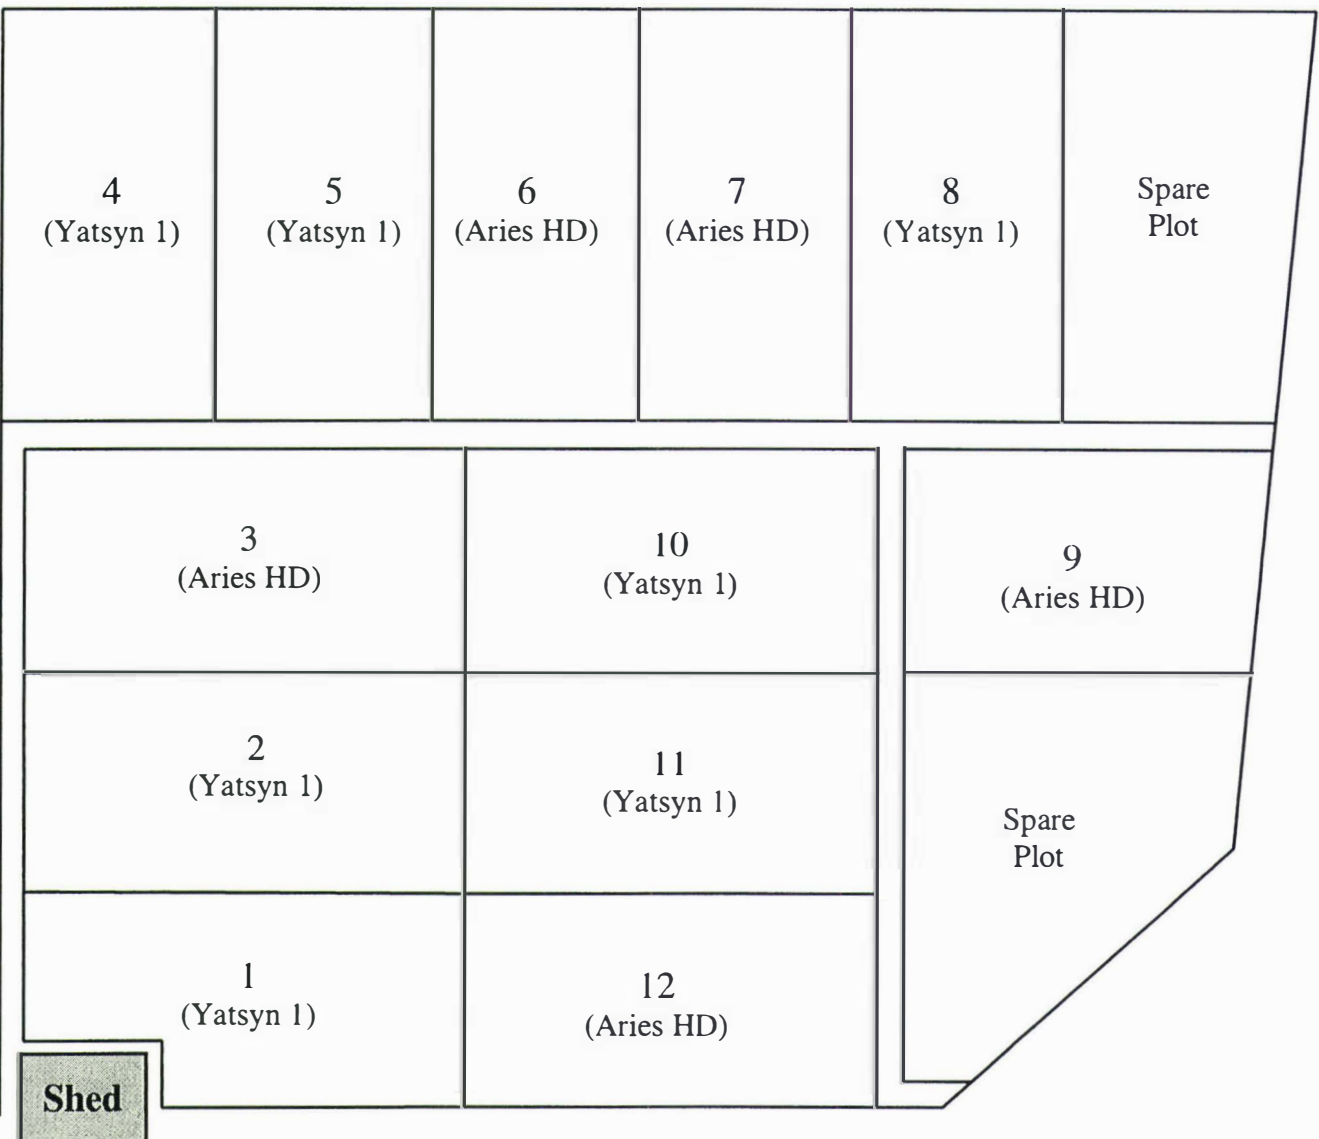 4
(Yatsyn 1)
5
(Yatsyn 1)
6
(Aries HD)
7
(Aries HD)
8
(Yatsyn 1)
Spare
Plot
3
(Aries HD)
10
(Yatsyn 1)
9
(Aries HD)
2
(Yatsyn 1)
11
(Yatsyn 1)
Spare
Plot
1
(Yatsyn 1)
12
(Aries HD)
Shed